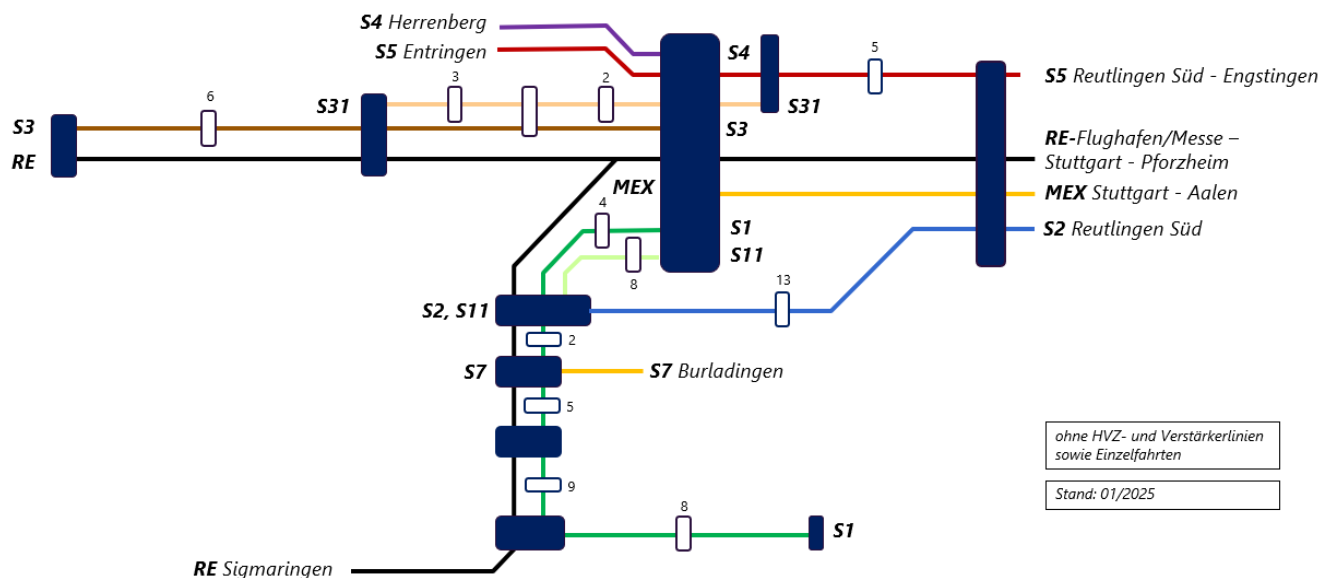 S4 Herrenberg
S5 Entringen
S4
5
S5 Reutlingen Süd - Engstingen
3
2
6
S31
S31
S3
S3
RE
RE-Flughafen/Messe –
Stuttgart - Pforzheim
MEX
MEX Stuttgart - Aalen
4
S1
S2 Reutlingen Süd
S11
8
13
S2, S11
2
S7
S7 Burladingen
5
ohne HVZ- und Verstärkerlinien
sowie Einzelfahrten
9
Stand: 01/2025
8
S1
RE Sigmaringen